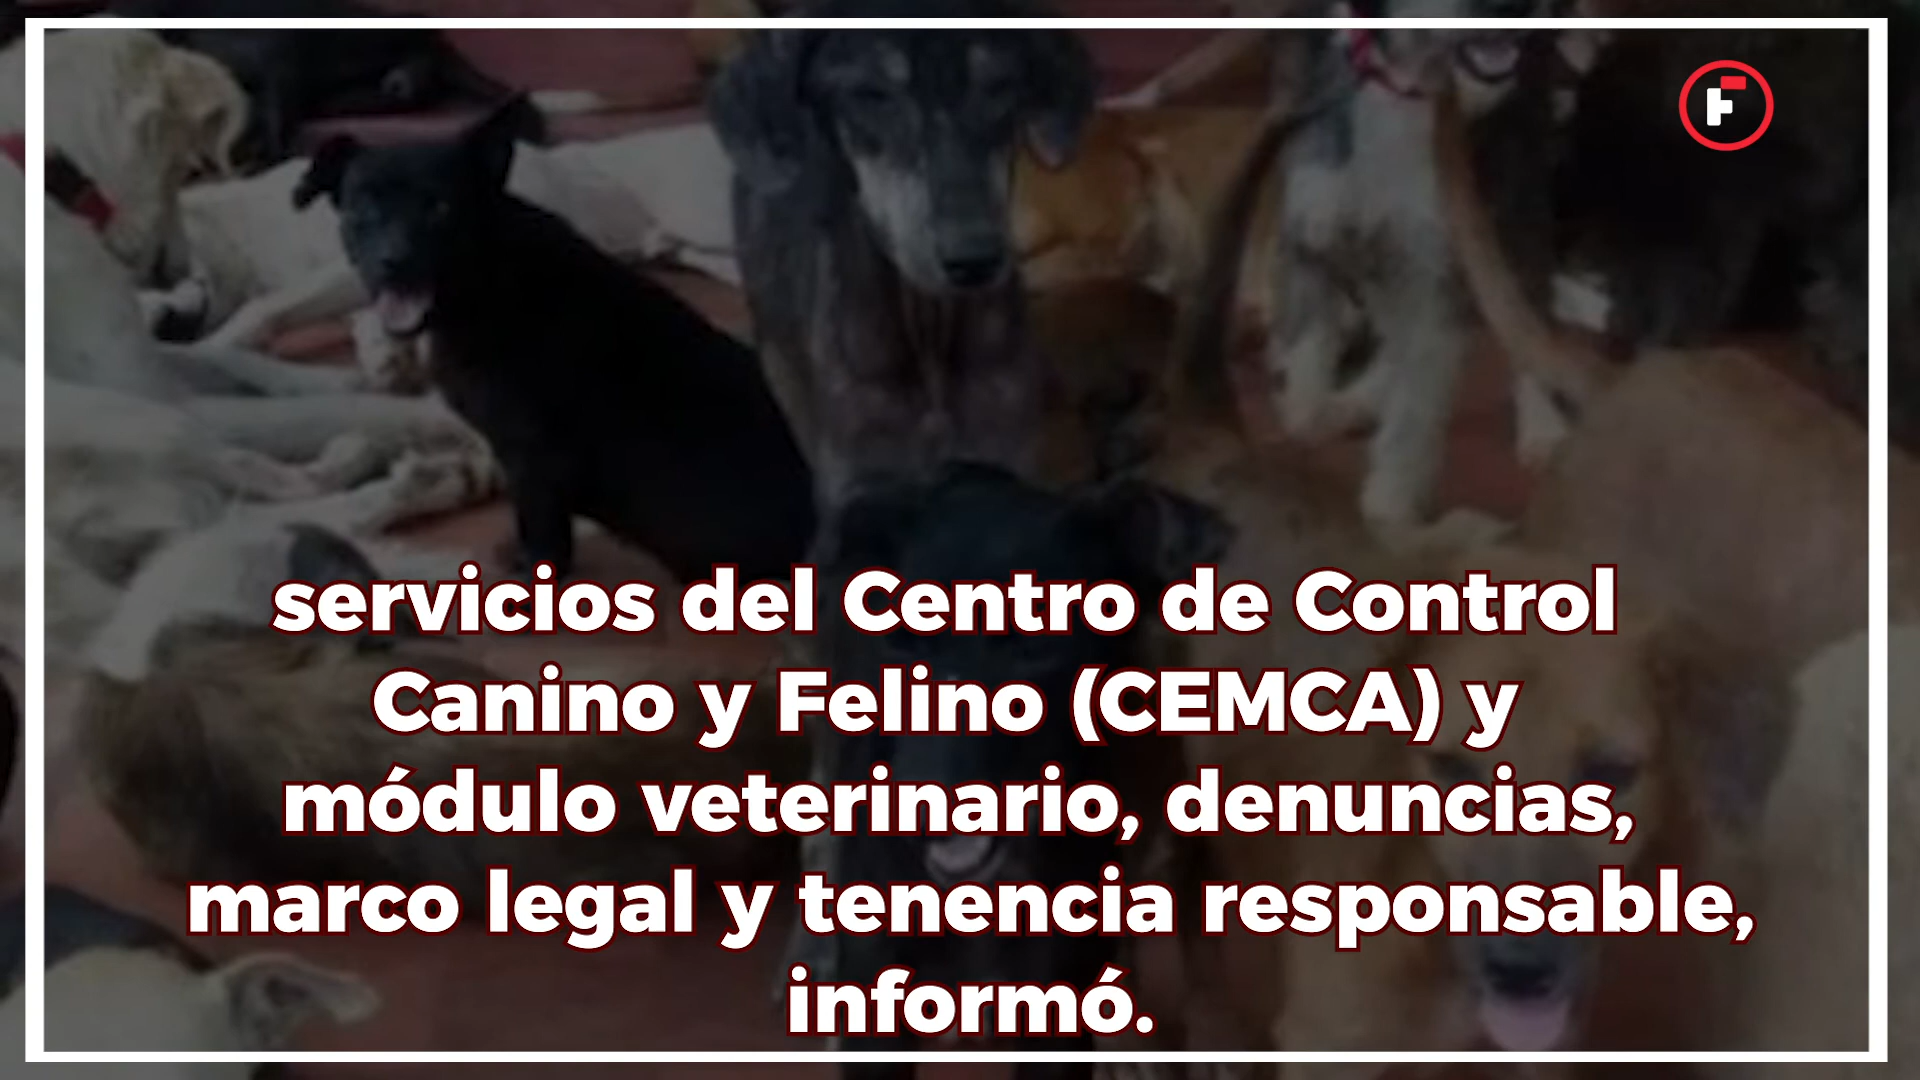 F
servicios del Centro de Control
Canino y Felino (CEMCA) y
módulo veterinario, denuncias,
marco legal y tenencia responsable,
informó.